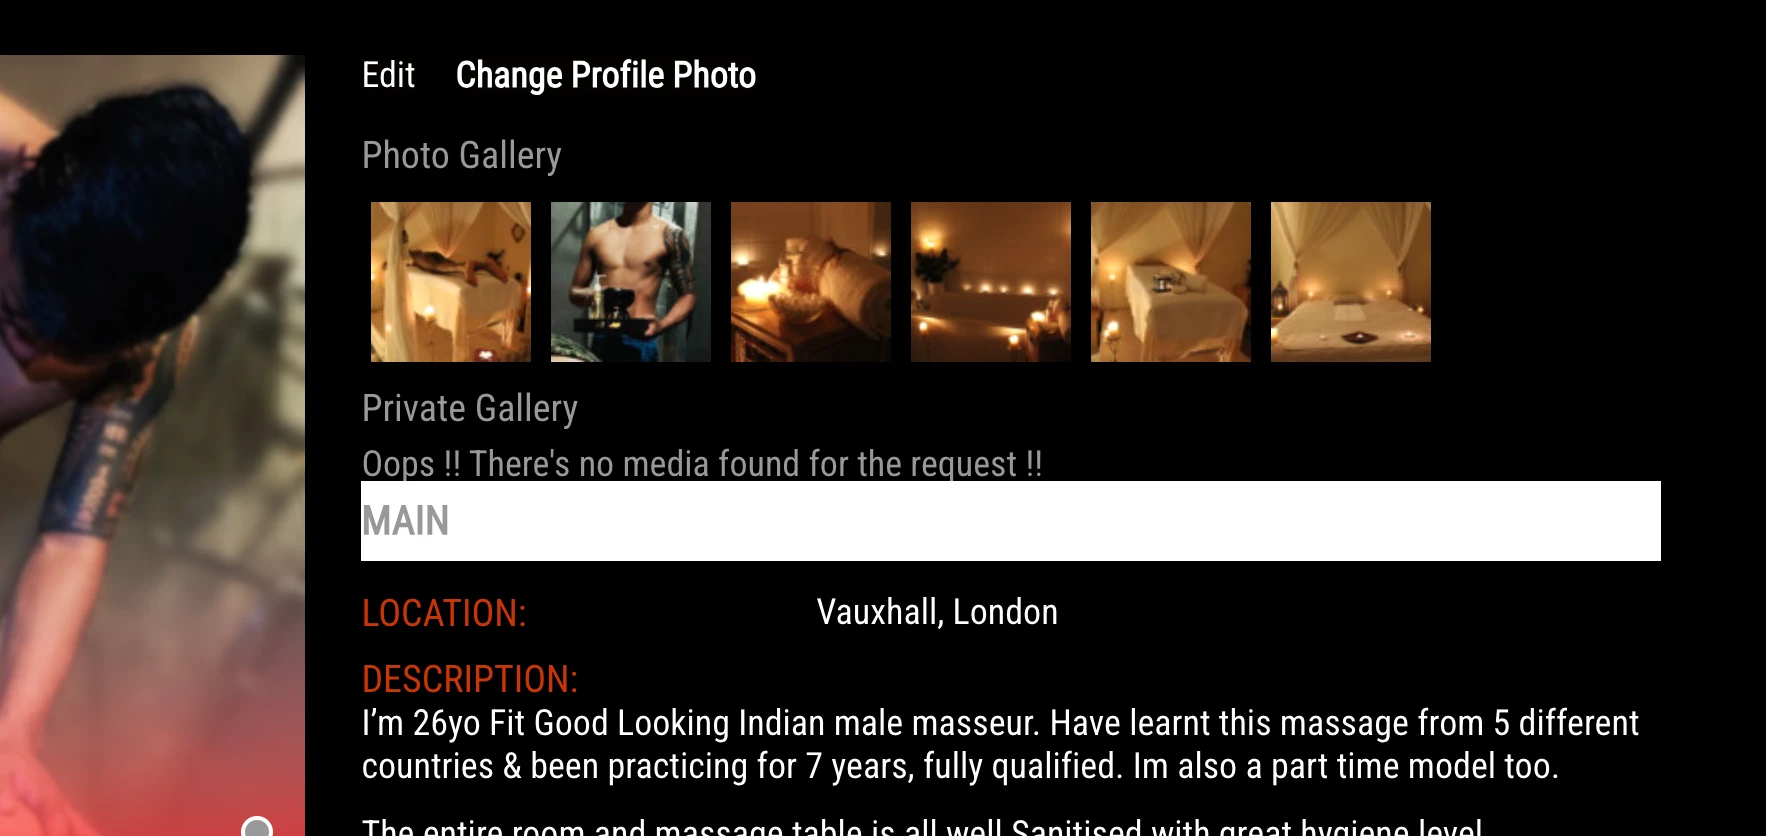 Edit Change Profile Photo
Photo Gallery
Private Gallery
Oops !! There's no media found for the request !!
MAIN
LOCATION: Vauxhall, London
DESCRIPTION:
I’m 26yo Fit Good Looking Indian male masseur. Have learnt this massage from 5 different
countries & been practicing for 7 years, fully qualified. Im also a part time model too.
The entire room and massage table is all well Sanitised with great hygiene level